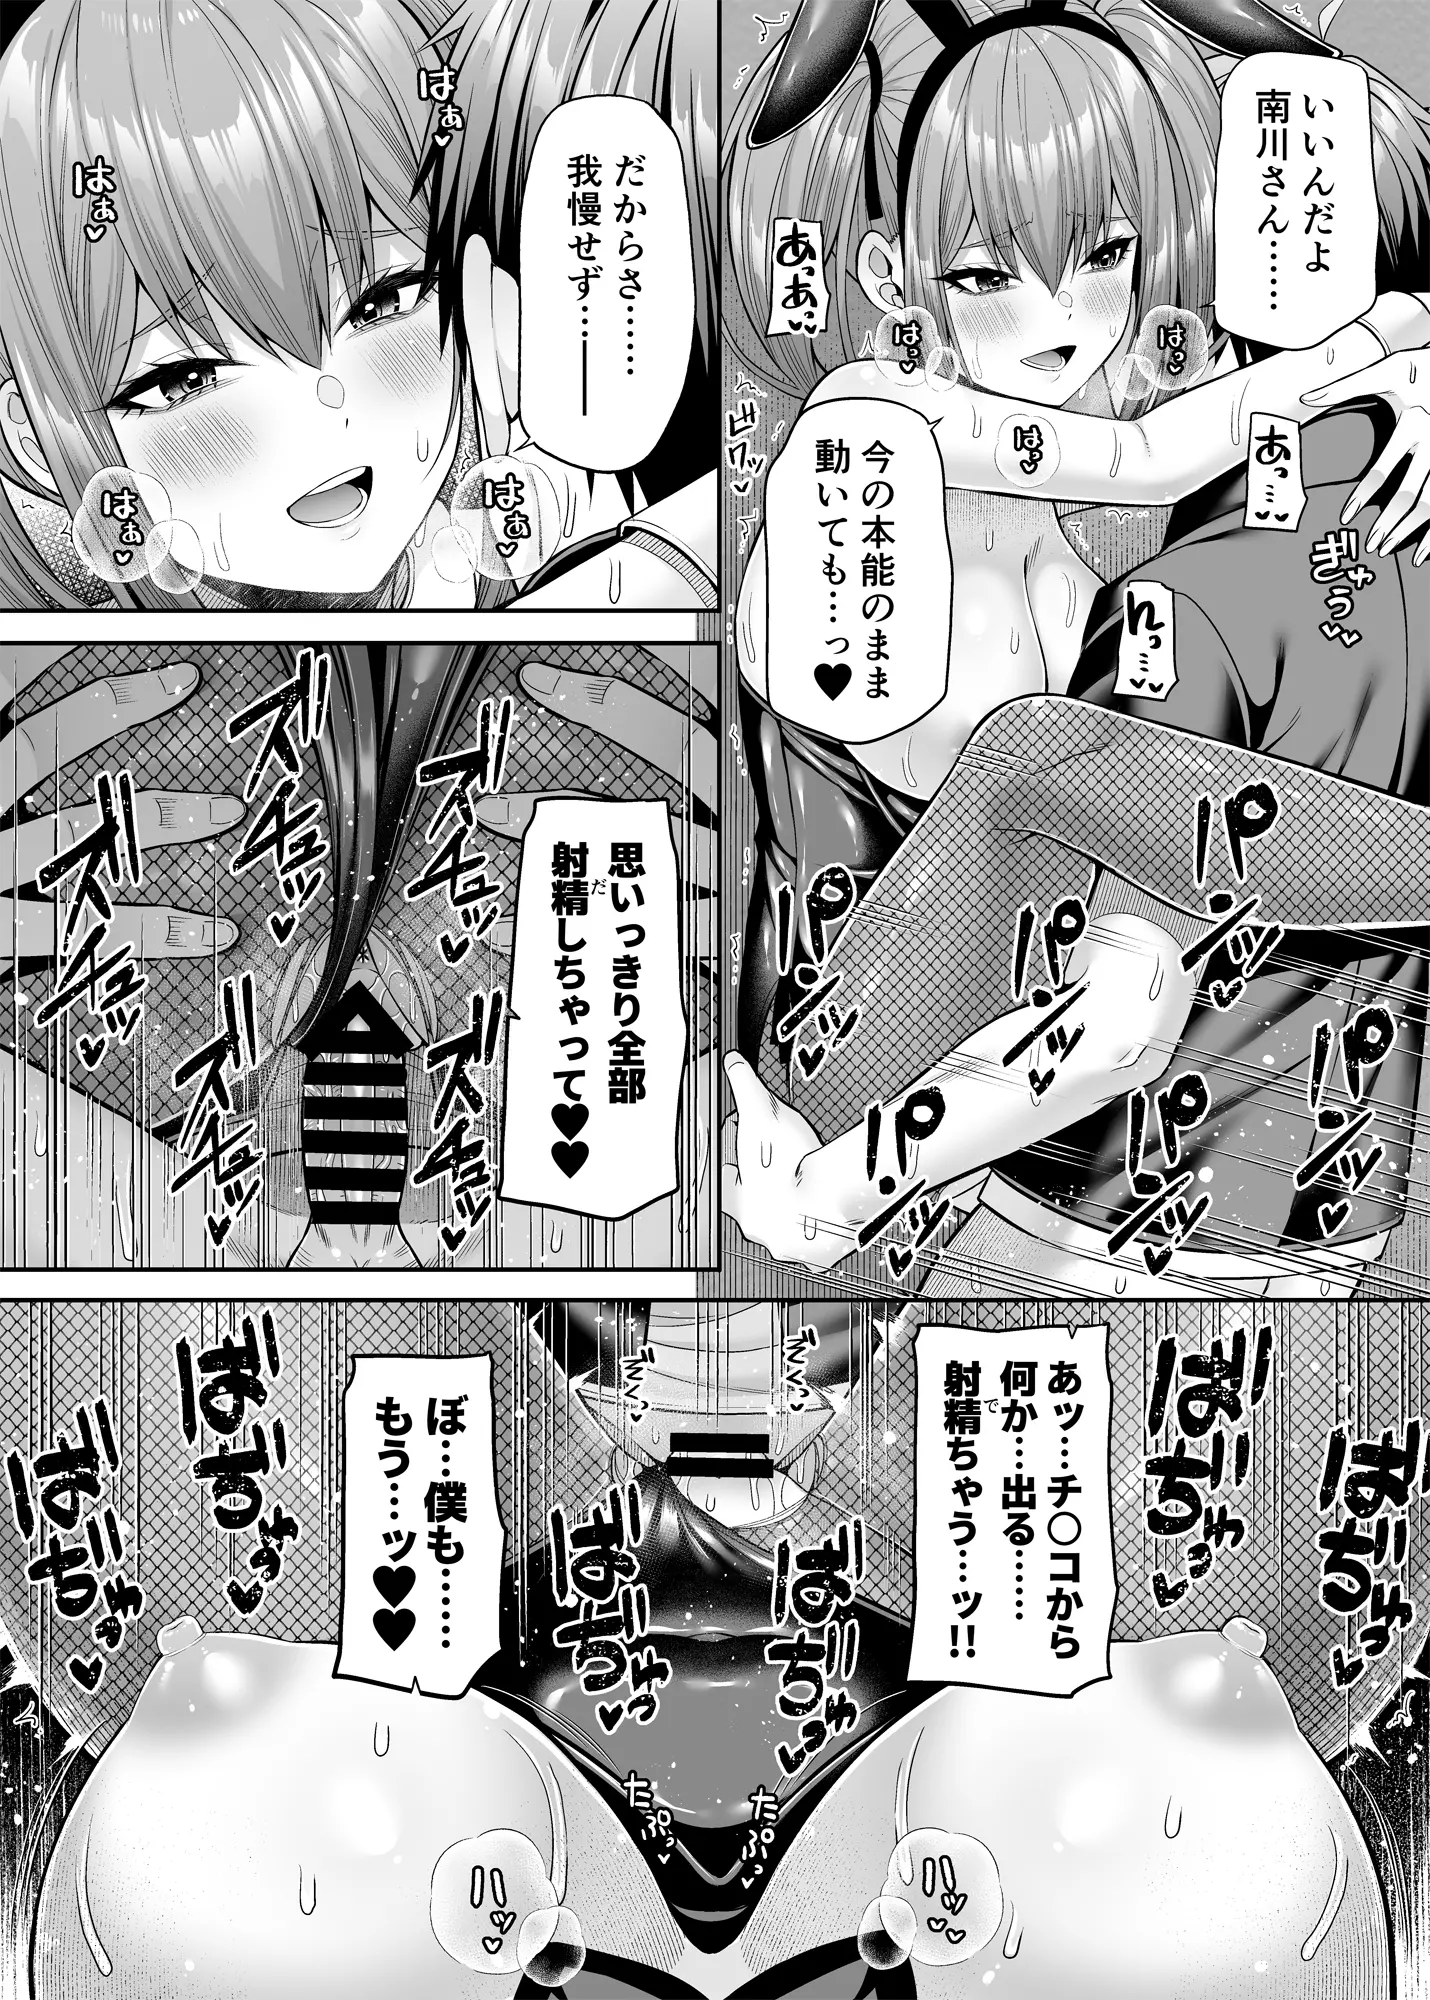 いいんだよ
南川さん……
あっ
あぁっ
はっ
はっ
はっ
ビクッ
あっ…
ぎゅう
んっ…
今の本能のまま
動いても…っ♥
パンッ
パンッ
パンッ
パンッ
パンッ
パンッ
はぁ
はぁ
だからさ……
我慢せず…――
はぁ
はぁ
ズチュッ
ズチュッ
ズチュッ
ズチュッ
ズチュッ
思いっきり全部
射精しちゃって♥♥
だ
あッ…チ〇コから
何か…出る……
射精ちゃう…ッ!!
で
ぼ…僕も……
もう…ッ♥♥
ばちゅっ
ばちゅっ
ばちゅっ
ばちゅっ
ばちゅっ
ばちゅっ
たぷっ
たぷっ
ハッ
ハッ